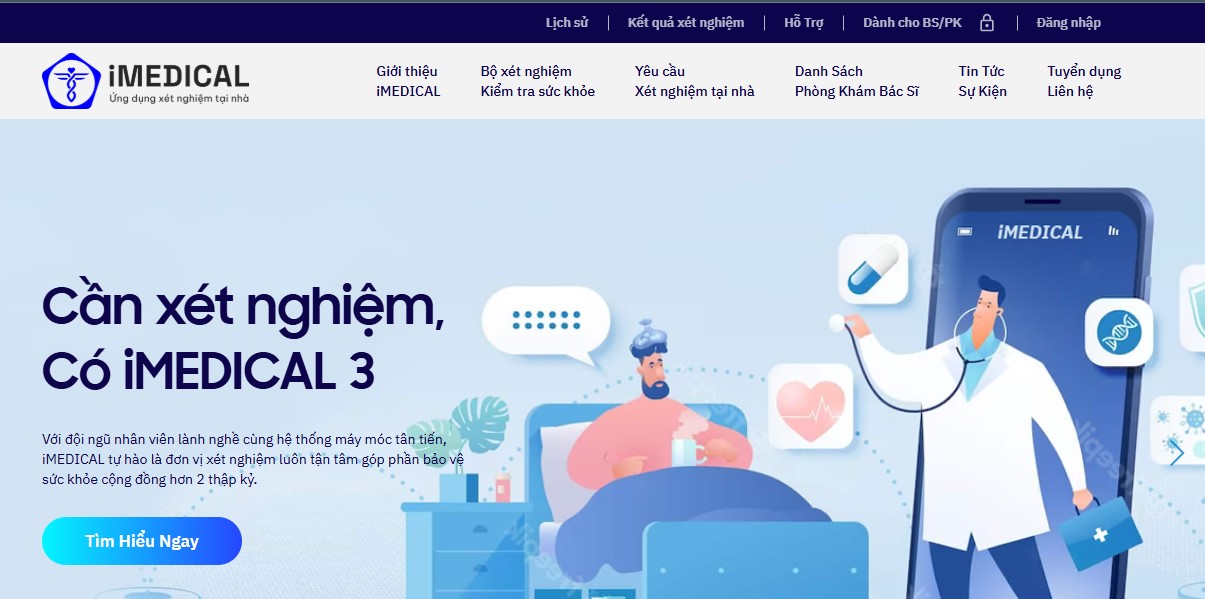 Lịch sử | Kết quả xét nghiệm | Hỗ Trợ | Dành cho BS/PK | Đăng nhập
iMEDICAL
Ứng dụng xét nghiệm tại nhà
Giới thiệu
iMEDICAL
Bộ xét nghiệm
Kiểm tra sức khỏe
Yêu cầu
Xét nghiệm tại nhà
Danh Sách
Phòng Khám Bác Sĩ
Tin Tức
Sự Kiện
Tuyển dụng
Liên hệ
iMEDICAL
Cần xét nghiệm,
Có iMEDICAL 3
Với đội ngũ nhân viên lành nghề cùng hệ thống máy móc tân tiến,
iMEDICAL tự hào là đơn vị xét nghiệm luôn tận tâm góp phần bảo vệ
sức khỏe cộng đồng hơn 2 thập kỷ.
Tìm Hiểu Ngay